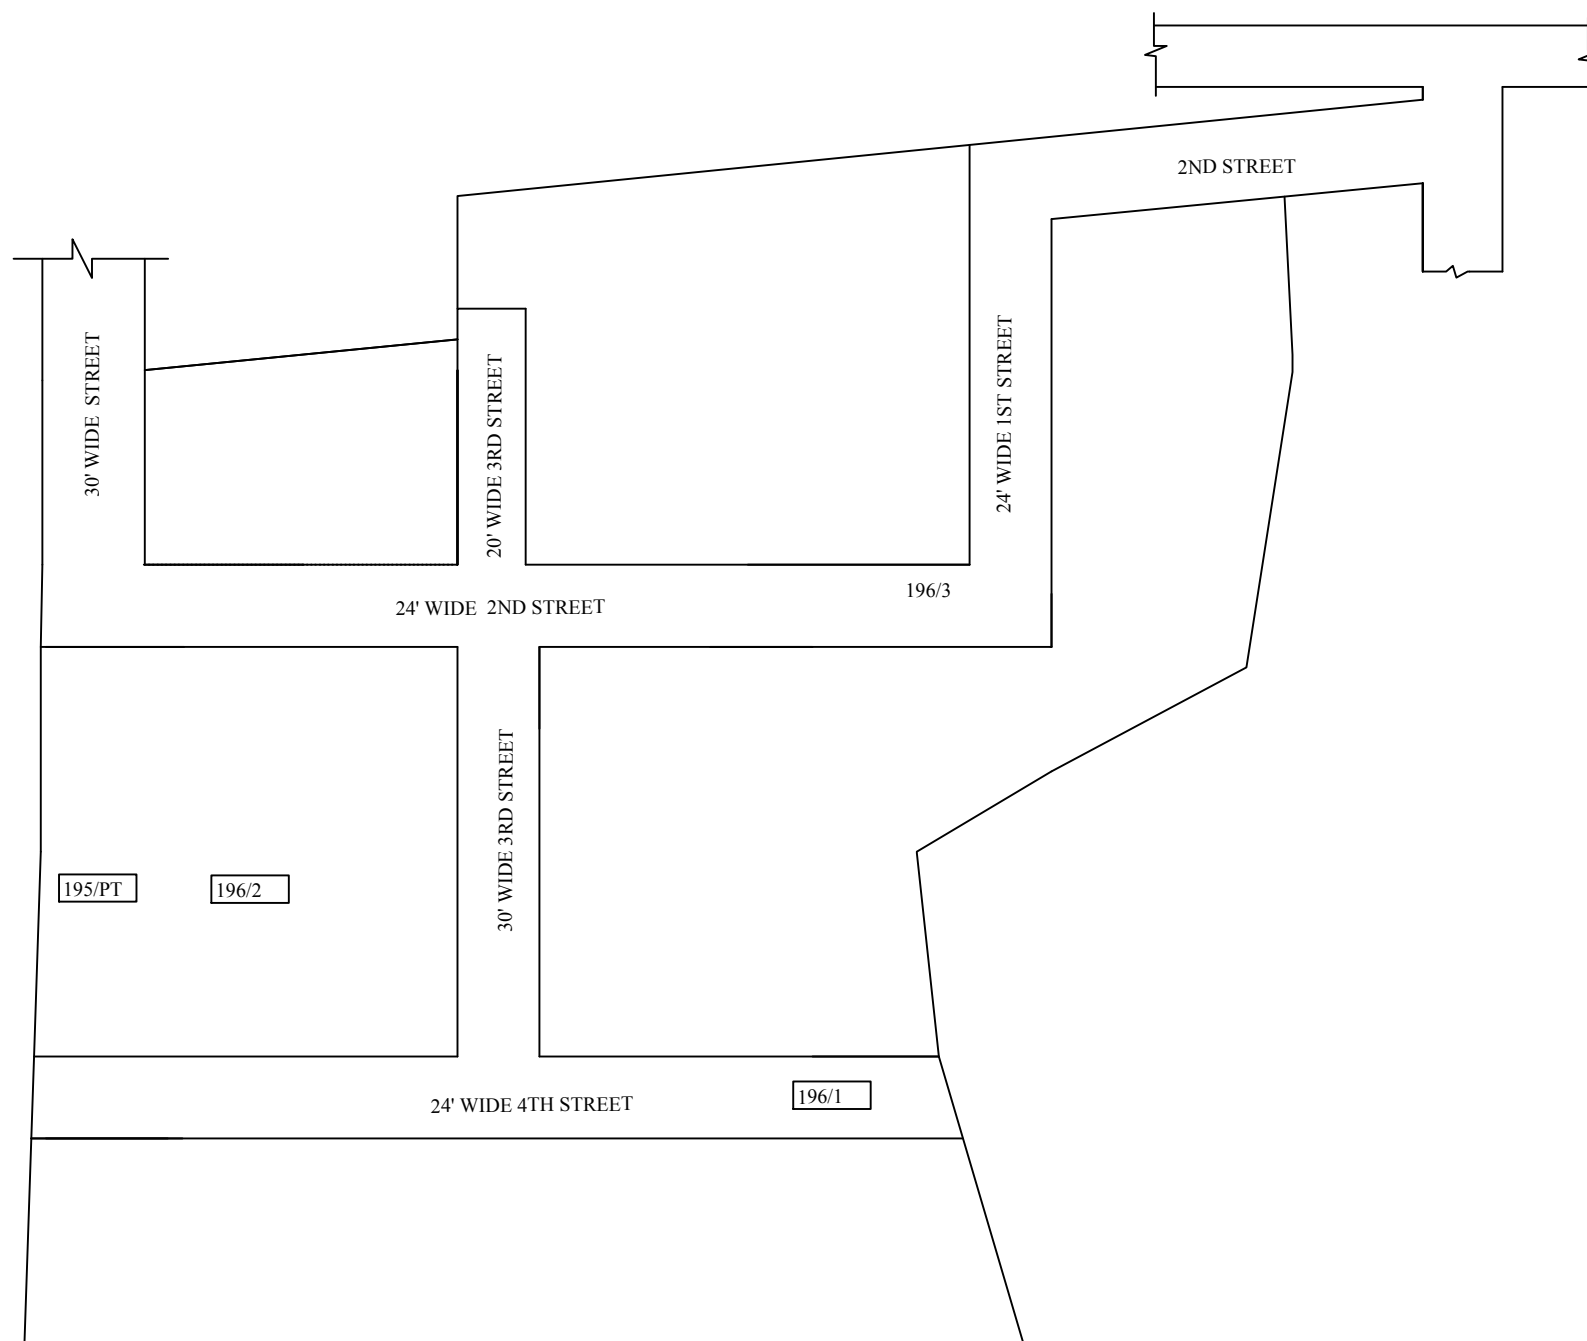 2ND STREET
30' WIDE  STREET
20' WIDE 3RD STREET
24' WIDE 1ST STREET
196/3
24' WIDE  2ND STREET
30' WIDE 3RD STREET
195/PT
196/2
196/1
24' WIDE 4TH STREET